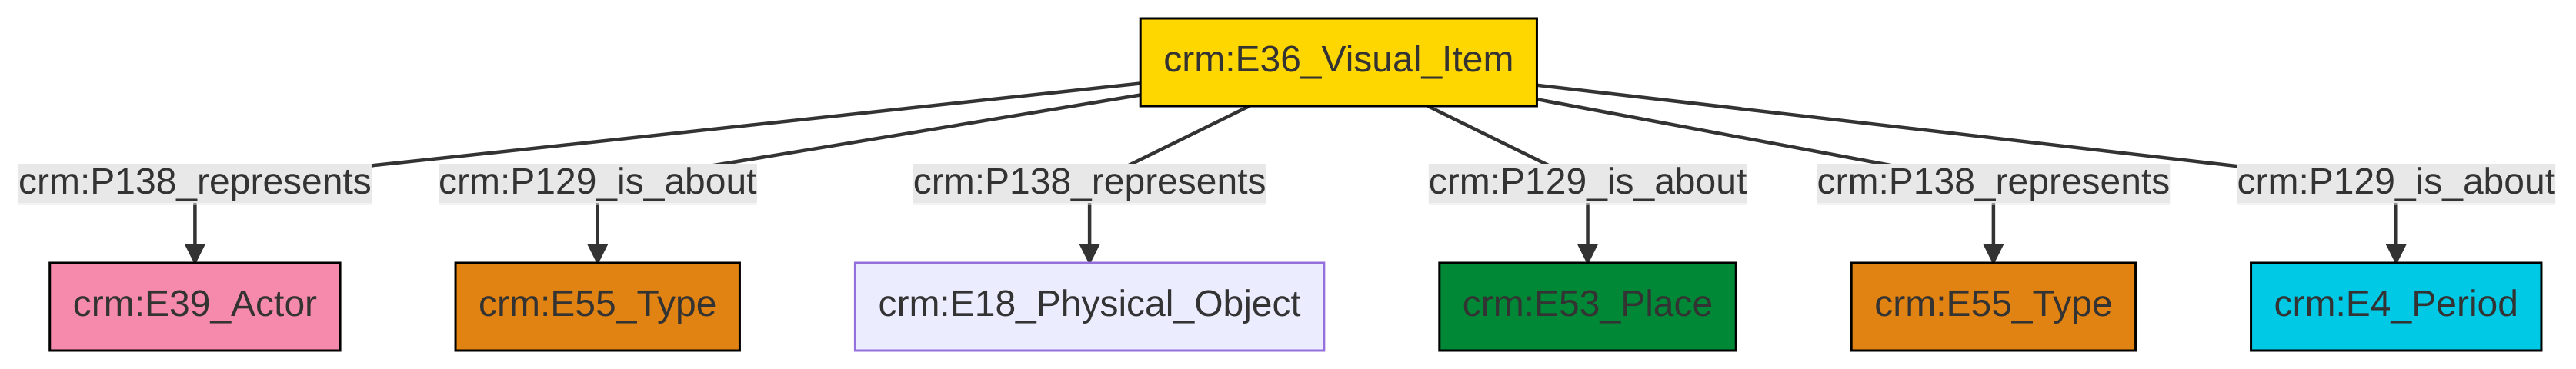 crm:E36_Visual_Item
crm:P138_represents
crm:P129_is_about
crm:P138_represents
crm:P129_is_about
crm:P138_represents
crm:P129_is_about
crm:E39_Actor
crm:E55_Type
crm:E18_Physical_Object
crm:E53_Place
crm:E55_Type
crm:E4_Period